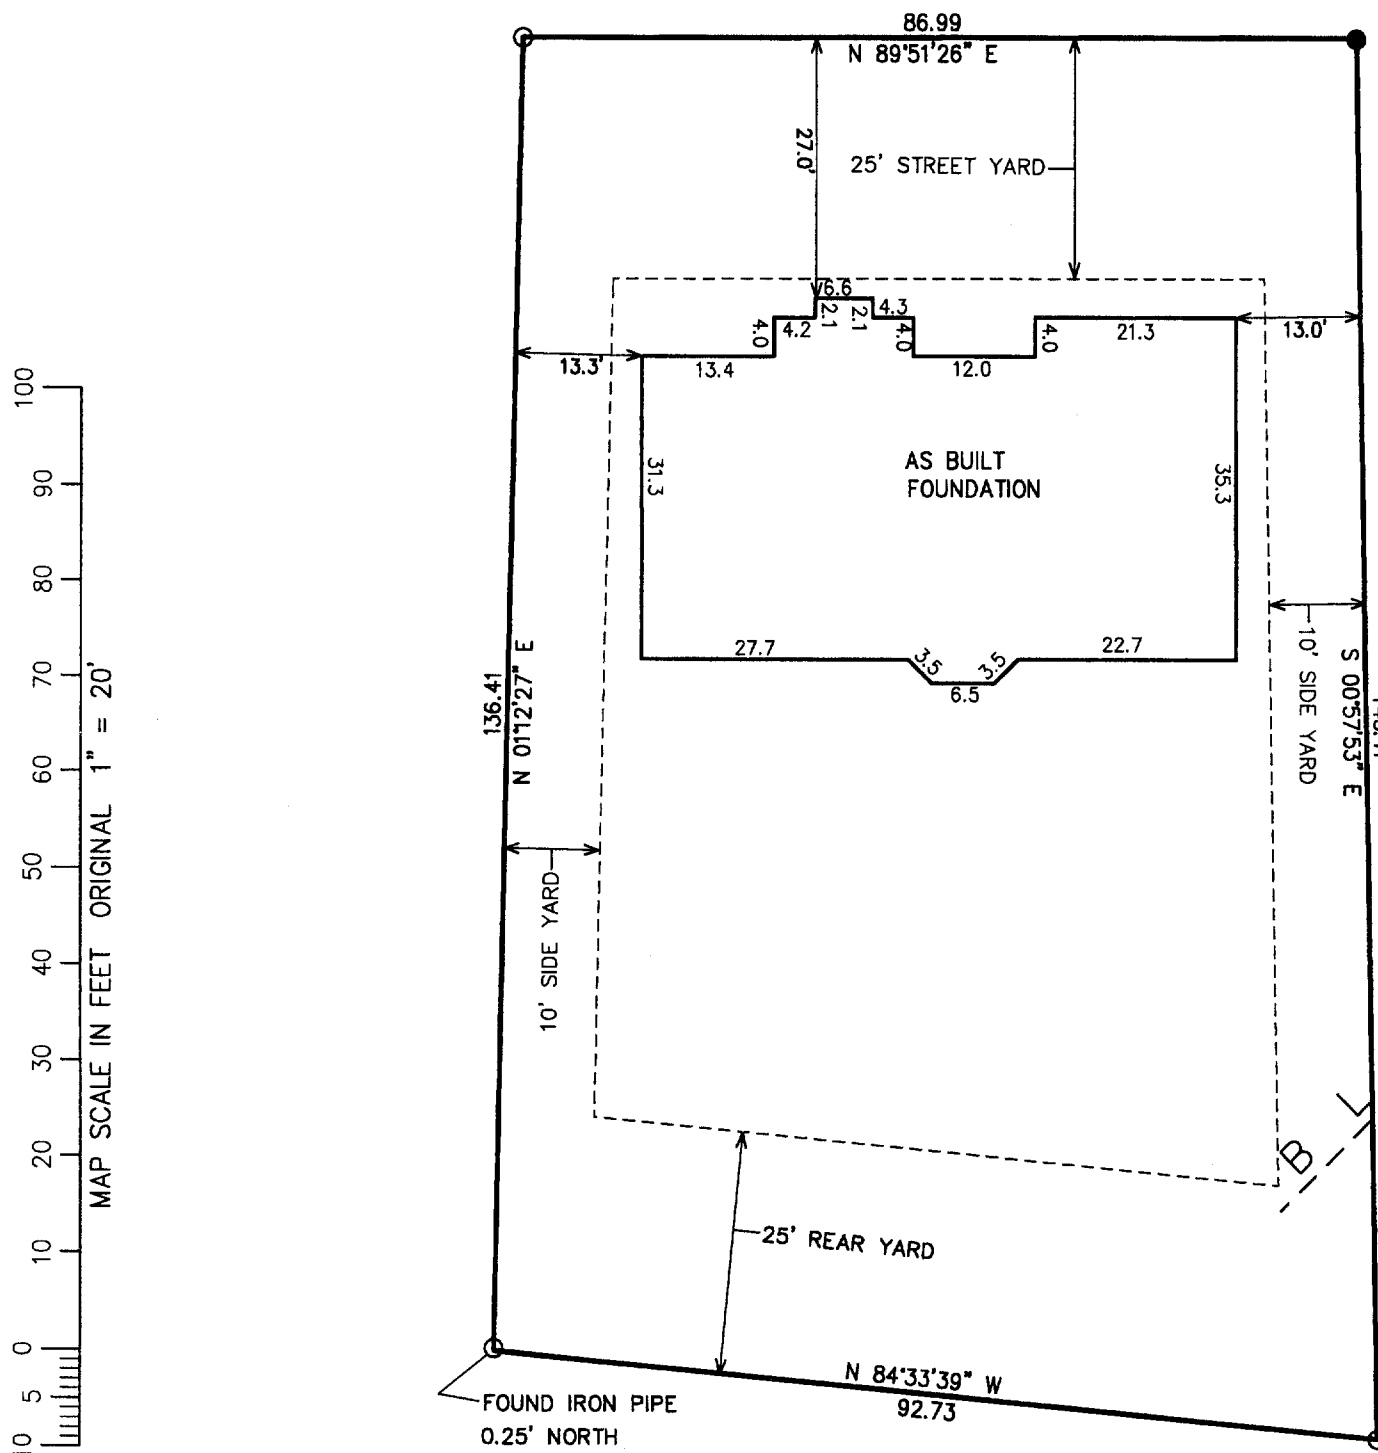 86.99
N 89°51'26" E
27.0'
25' STREET YARD
6.6
4.3
4.2
2.1
2.1
4.0
4.0
4.0
21.3
13.0'
13.3'
13.4
12.0
AS BUILT
FOUNDATION
31.3
35.3
27.7
3.5
3.5
6.5
22.7
136.41
N 01°12'27" E
S 00°57'53" E
10' SIDE YARD
10' SIDE YARD
B L
25' REAR YARD
N 84°33'39" W
92.73
FOUND IRON PIPE
0.25' NORTH
100
90
80
70
60
50
40
30
20
10
0
5
MAP SCALE IN FEET ORIGINAL 1" = 20'